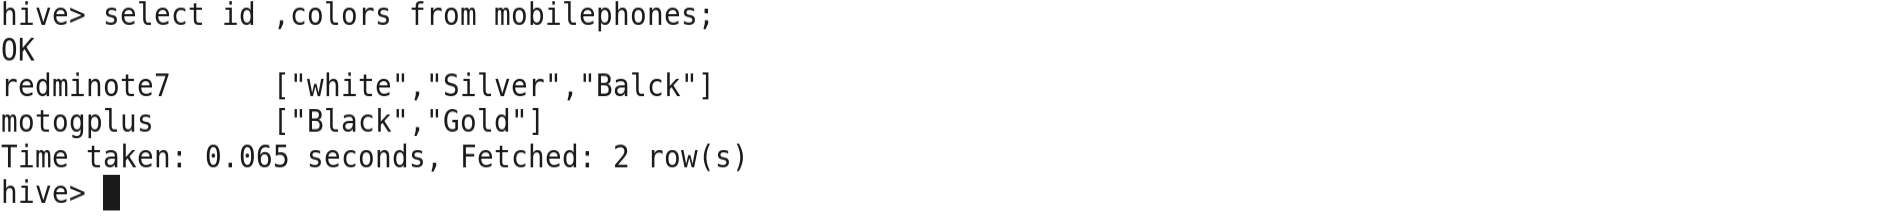 hive> select id ,colors from mobilephones;
OK
redminote7      ["white","Silver","Balck"]
motogplus       ["Black","Gold"]
Time taken: 0.065 seconds, Fetched: 2 row(s)
hive>